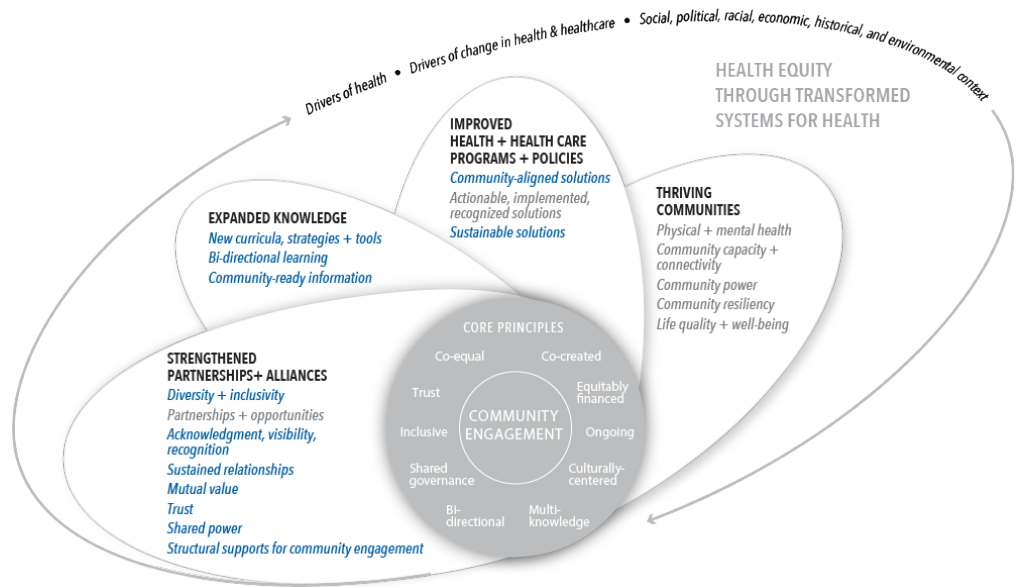 Drivers of health • Drivers of change in health & healthcare • Social, political, racial, economic, historical, and environmental context
HEALTH EQUITY
THROUGH TRANSFORMED
SYSTEMS FOR HEALTH
IMPROVED
HEALTH + HEALTH CARE
PROGRAMS + POLICIES
Community-aligned solutions
Actionable, implemented,
recognized solutions
Sustainable solutions
THRIVING
COMMUNITIES
Physical + mental health
Community capacity +
connectivity
Community power
Community resiliency
Life quality + well-being
EXPANDED KNOWLEDGE
New curricula, strategies + tools
Bi-directional learning
Community-ready information
STRENGTHENED
PARTNERSHIPS+ ALLIANCES
Diversity + inclusivity
Partnerships + opportunities
Acknowledgment, visibility,
recognition
Sustained relationships
Mutual value
Trust
Shared power
Structural supports for community engagement
CORE PRINCIPLES
Co-equal
Co-created
Trust
Equitably
financed
Inclusive
COMMUNITY
ENGAGEMENT
Ongoing
Shared
governance
Culturally-
centered
Bi-
directional
Multi-
knowledge